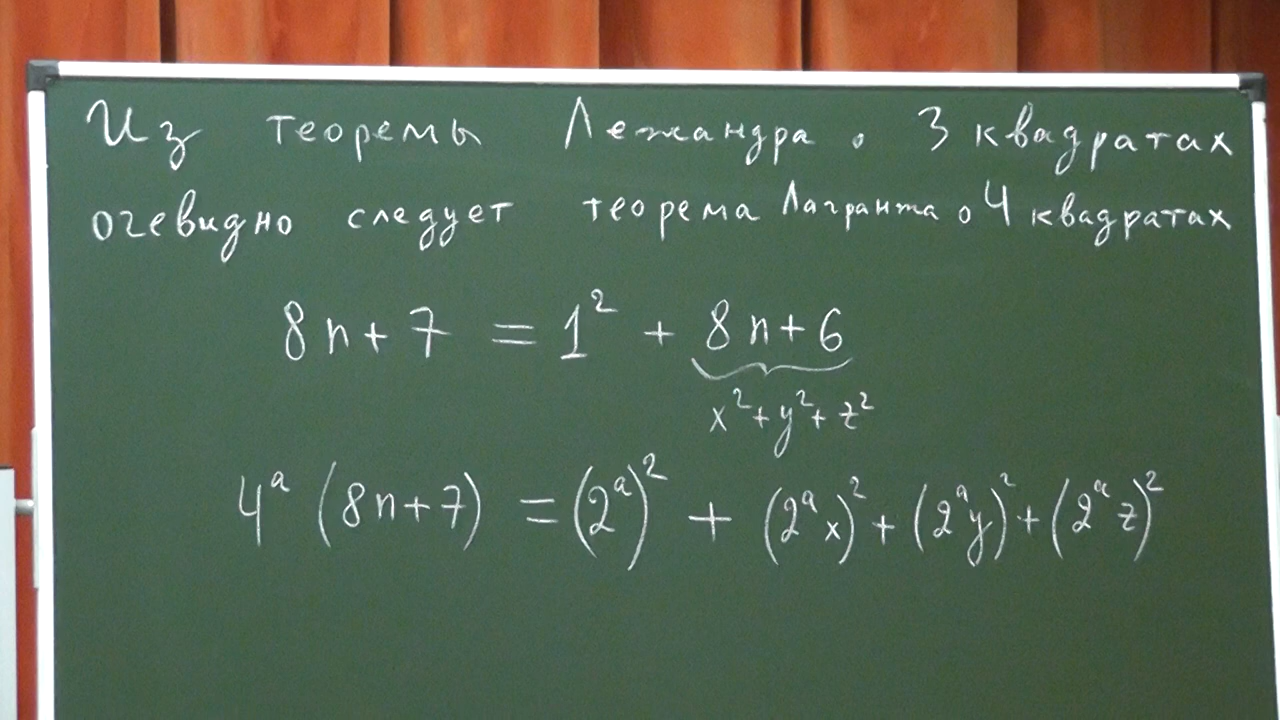 Из теоремы Лежандра о 3 квадратах
очевидно следует теорема Лагранжа о 4 квадратах
8n+7 = 1² + 8n+6
x²+y²+z²
4ᵃ (8n+7) = (2ᵃ)² + (2ᵃx)² + (2ᵃy)² + (2ᵃz)²